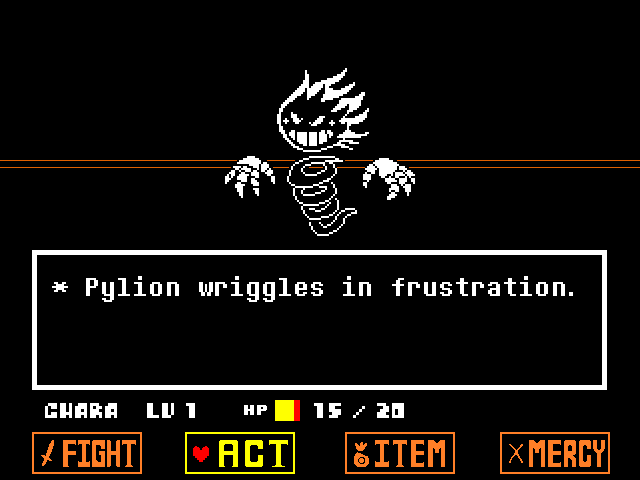 * Pylion wriggles in frustration.
CHARA LV 1 HP 15 / 20
FIGHT ACT ITEM MERCY